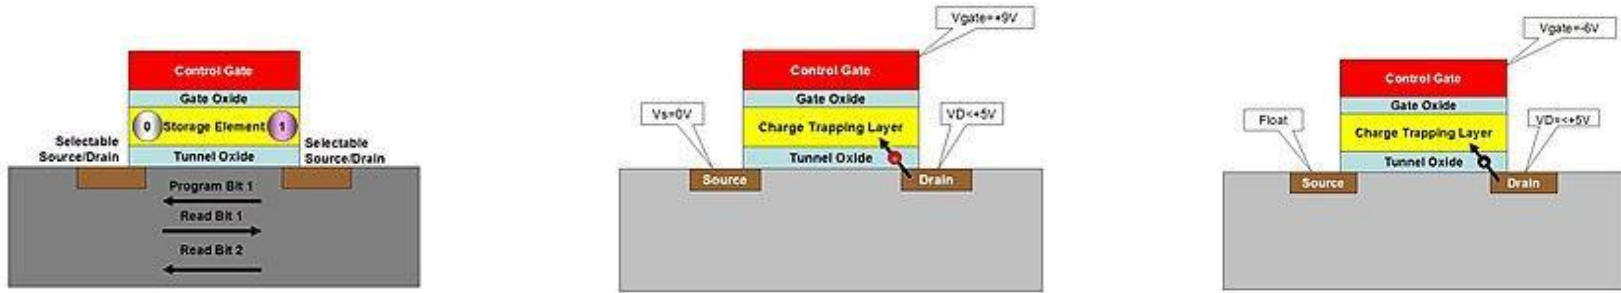 Control Gate
Gate Oxide
0 Storage Element 1
Selectable
Source/Drain
Tunnel Oxide
Selectable
Source/Drain
Program Bit 1
Read Bit 1
Read Bit 2
Vgate=+9V
Control Gate
Gate Oxide
Vs=0V
VD<+5V
Charge Trapping Layer
Tunnel Oxide
Source
Drain
Vgate=-6V
Control Gate
Gate Oxide
Float
VD=<+5V
Charge Trapping Layer
Tunnel Oxide
Source
Drain